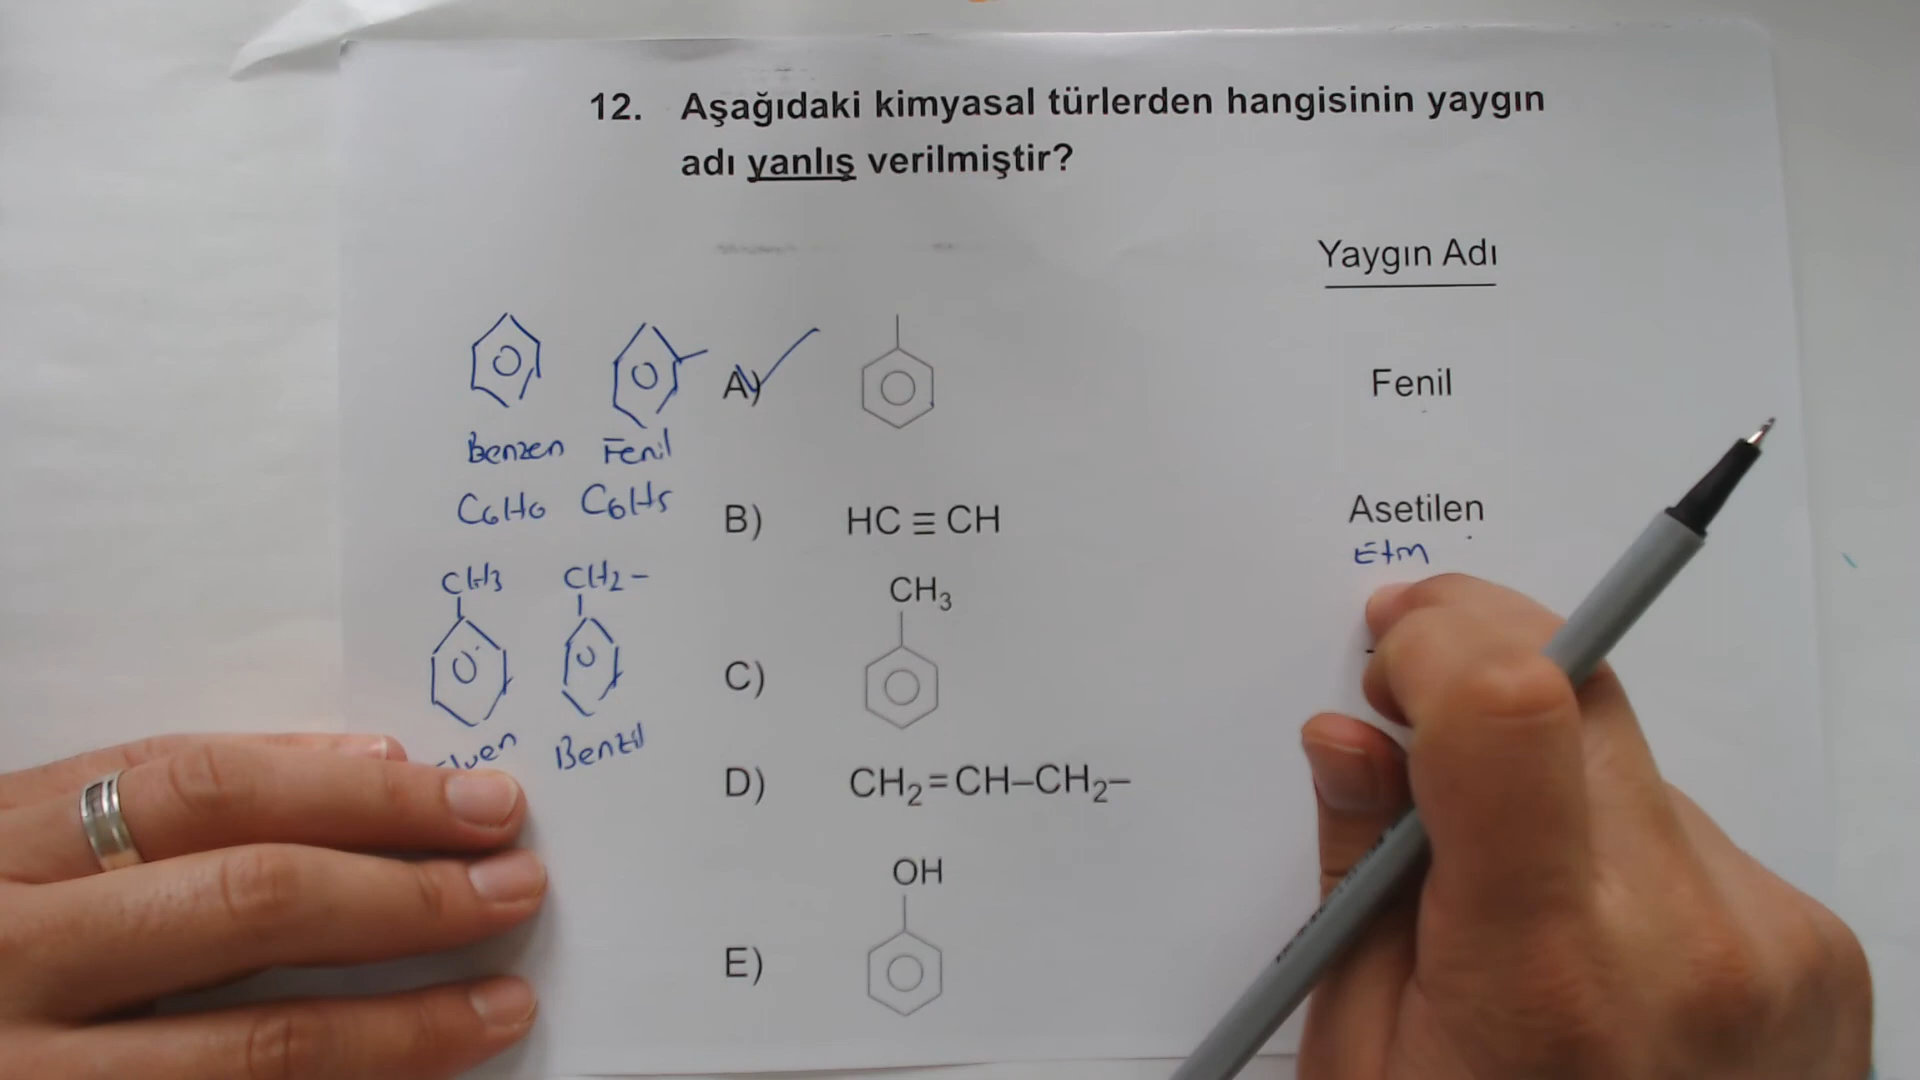 12. Aşağıdaki kimyasal türlerden hangisinin yaygın
adı yanlış verilmiştir?
Yaygın Adı
A)
Fenil
Benzen Fenil
C6H6 C6H5
B) HC ≡ CH
Asetilen
Etin
CH3 CH2 –
CH3
C)
Benzil
D) CH2=CH–CH2–
OH
E)